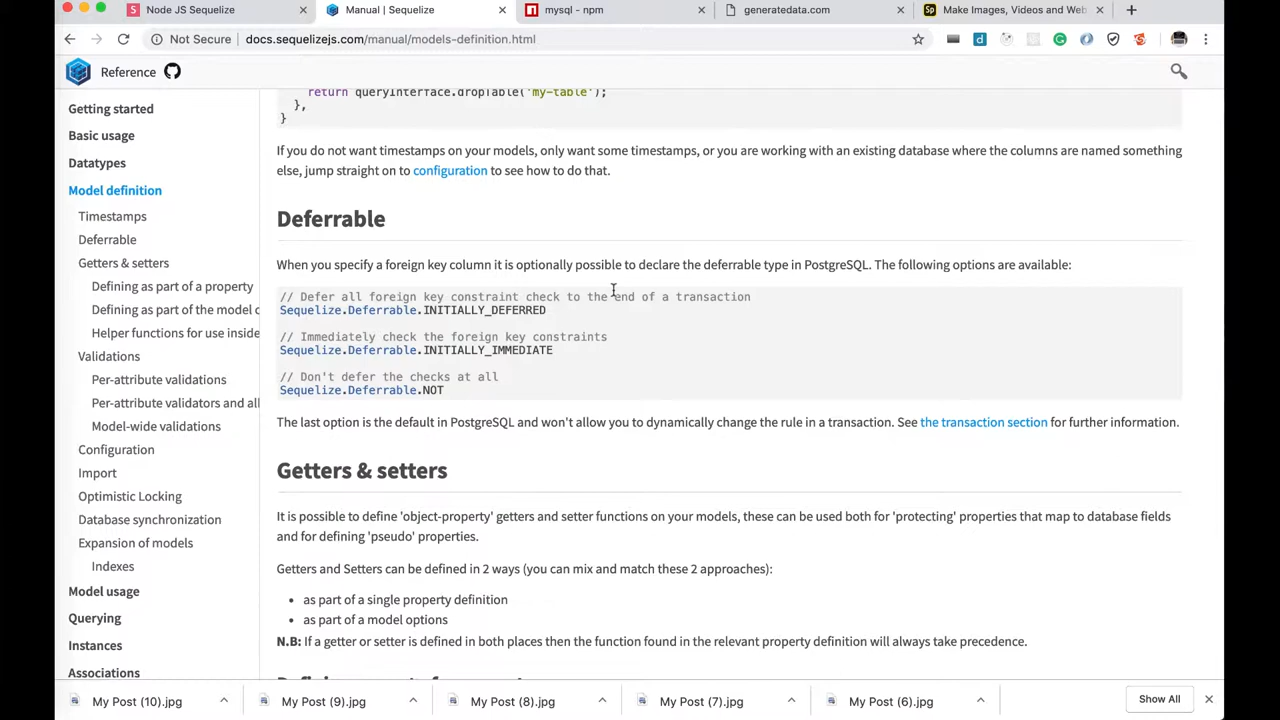 Node JS Sequelize
Manual | Sequelize
mysql - npm
generatedata.com
Make Images, Videos and Web
Not Secure
docs.sequelizejs.com/manual/models-definition.html
Reference
Getting started
Basic usage
Datatypes
Model definition
Timestamps
Deferrable
Getters & setters
Defining as part of a property
Defining as part of the model o
Helper functions for use inside
Validations
Per-attribute validations
Per-attribute validators and all
Model-wide validations
Configuration
Import
Optimistic Locking
Database synchronization
Expansion of models
Indexes
Model usage
Querying
Instances
Associations
return queryInterface.dropTable('my-table');
},
}
If you do not want timestamps on your models, only want some timestamps, or you are working with an existing database where the columns are named something
else, jump straight on to configuration to see how to do that.
Deferrable
When you specify a foreign key column it is optionally possible to declare the deferrable type in PostgreSQL. The following options are available:
// Defer all foreign key constraint check to the end of a transaction
Sequelize.Deferrable.INITIALLY_DEFERRED
// Immediately check the foreign key constraints
Sequelize.Deferrable.INITIALLY_IMMEDIATE
// Don't defer the checks at all
Sequelize.Deferrable.NOT
The last option is the default in PostgreSQL and won't allow you to dynamically change the rule in a transaction. See the transaction section for further information.
Getters & setters
It is possible to define 'object-property' getters and setter functions on your models, these can be used both for 'protecting' properties that map to database fields
and for defining 'pseudo' properties.
Getters and Setters can be defined in 2 ways (you can mix and match these 2 approaches):
• as part of a single property definition
• as part of a model options
N.B: If a getter or setter is defined in both places then the function found in the relevant property definition will always take precedence.
My Post (10).jpg
My Post (9).jpg
My Post (8).jpg
My Post (7).jpg
My Post (6).jpg
Show All